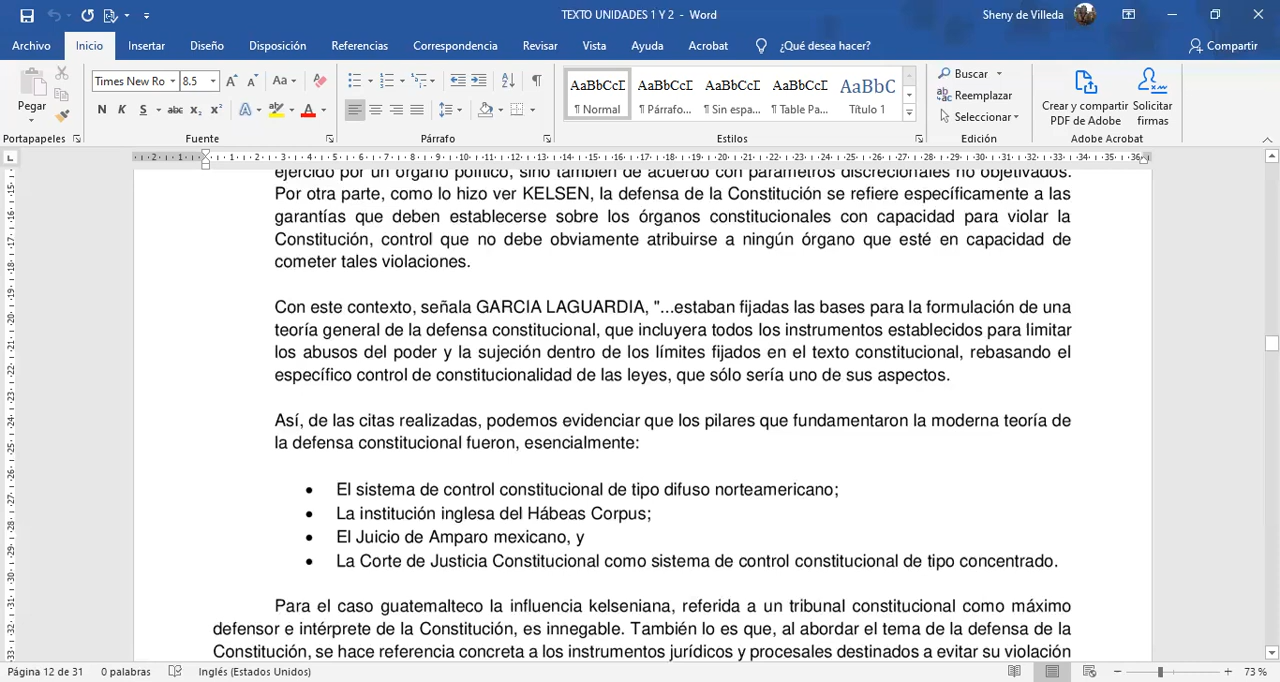 TEXTO UNIDADES 1 Y 2 - Word
Sheny de Villeda
Archivo Inicio Insertar Diseño Disposición Referencias Correspondencia Revisar Vista Ayuda Acrobat ¿Qué desea hacer? Compartir
Pegar
Times New Ro 8.5 Aa
N K S abc x₂ x² A ab A
AaBbCcI AaBbCcI AaBbCcI AaBbCcI AaBbC
¶ Normal ¶ Párrafo... ¶ Sin espa... ¶ Table Pa... Título 1
Buscar
Reemplazar
Seleccionar
Crear y compartir
PDF de Adobe
Solicitar
firmas
Portapapeles Fuente Párrafo Estilos Edición Adobe Acrobat
ejercido por un órgano político, sino también de acuerdo con parámetros discrecionales no objetivados.
Por otra parte, como lo hizo ver KELSEN, la defensa de la Constitución se refiere específicamente a las
garantías que deben establecerse sobre los órganos constitucionales con capacidad para violar la
Constitución, control que no debe obviamente atribuirse a ningún órgano que esté en capacidad de
cometer tales violaciones.
Con este contexto, señala GARCIA LAGUARDIA, "...estaban fijadas las bases para la formulación de una
teoría general de la defensa constitucional, que incluyera todos los instrumentos establecidos para limitar
los abusos del poder y la sujeción dentro de los límites fijados en el texto constitucional, rebasando el
específico control de constitucionalidad de las leyes, que sólo sería uno de sus aspectos.
Así, de las citas realizadas, podemos evidenciar que los pilares que fundamentaron la moderna teoría de
la defensa constitucional fueron, esencialmente:
• El sistema de control constitucional de tipo difuso norteamericano;
• La institución inglesa del Hábeas Corpus;
• El Juicio de Amparo mexicano, y
• La Corte de Justicia Constitucional como sistema de control constitucional de tipo concentrado.
Para el caso guatemalteco la influencia kelseniana, referida a un tribunal constitucional como máximo
defensor e intérprete de la Constitución, es innegable. También lo es que, al abordar el tema de la defensa de la
Constitución, se hace referencia concreta a los instrumentos jurídicos y procesales destinados a evitar su violación
Página 12 de 31 0 palabras Inglés (Estados Unidos) 73 %